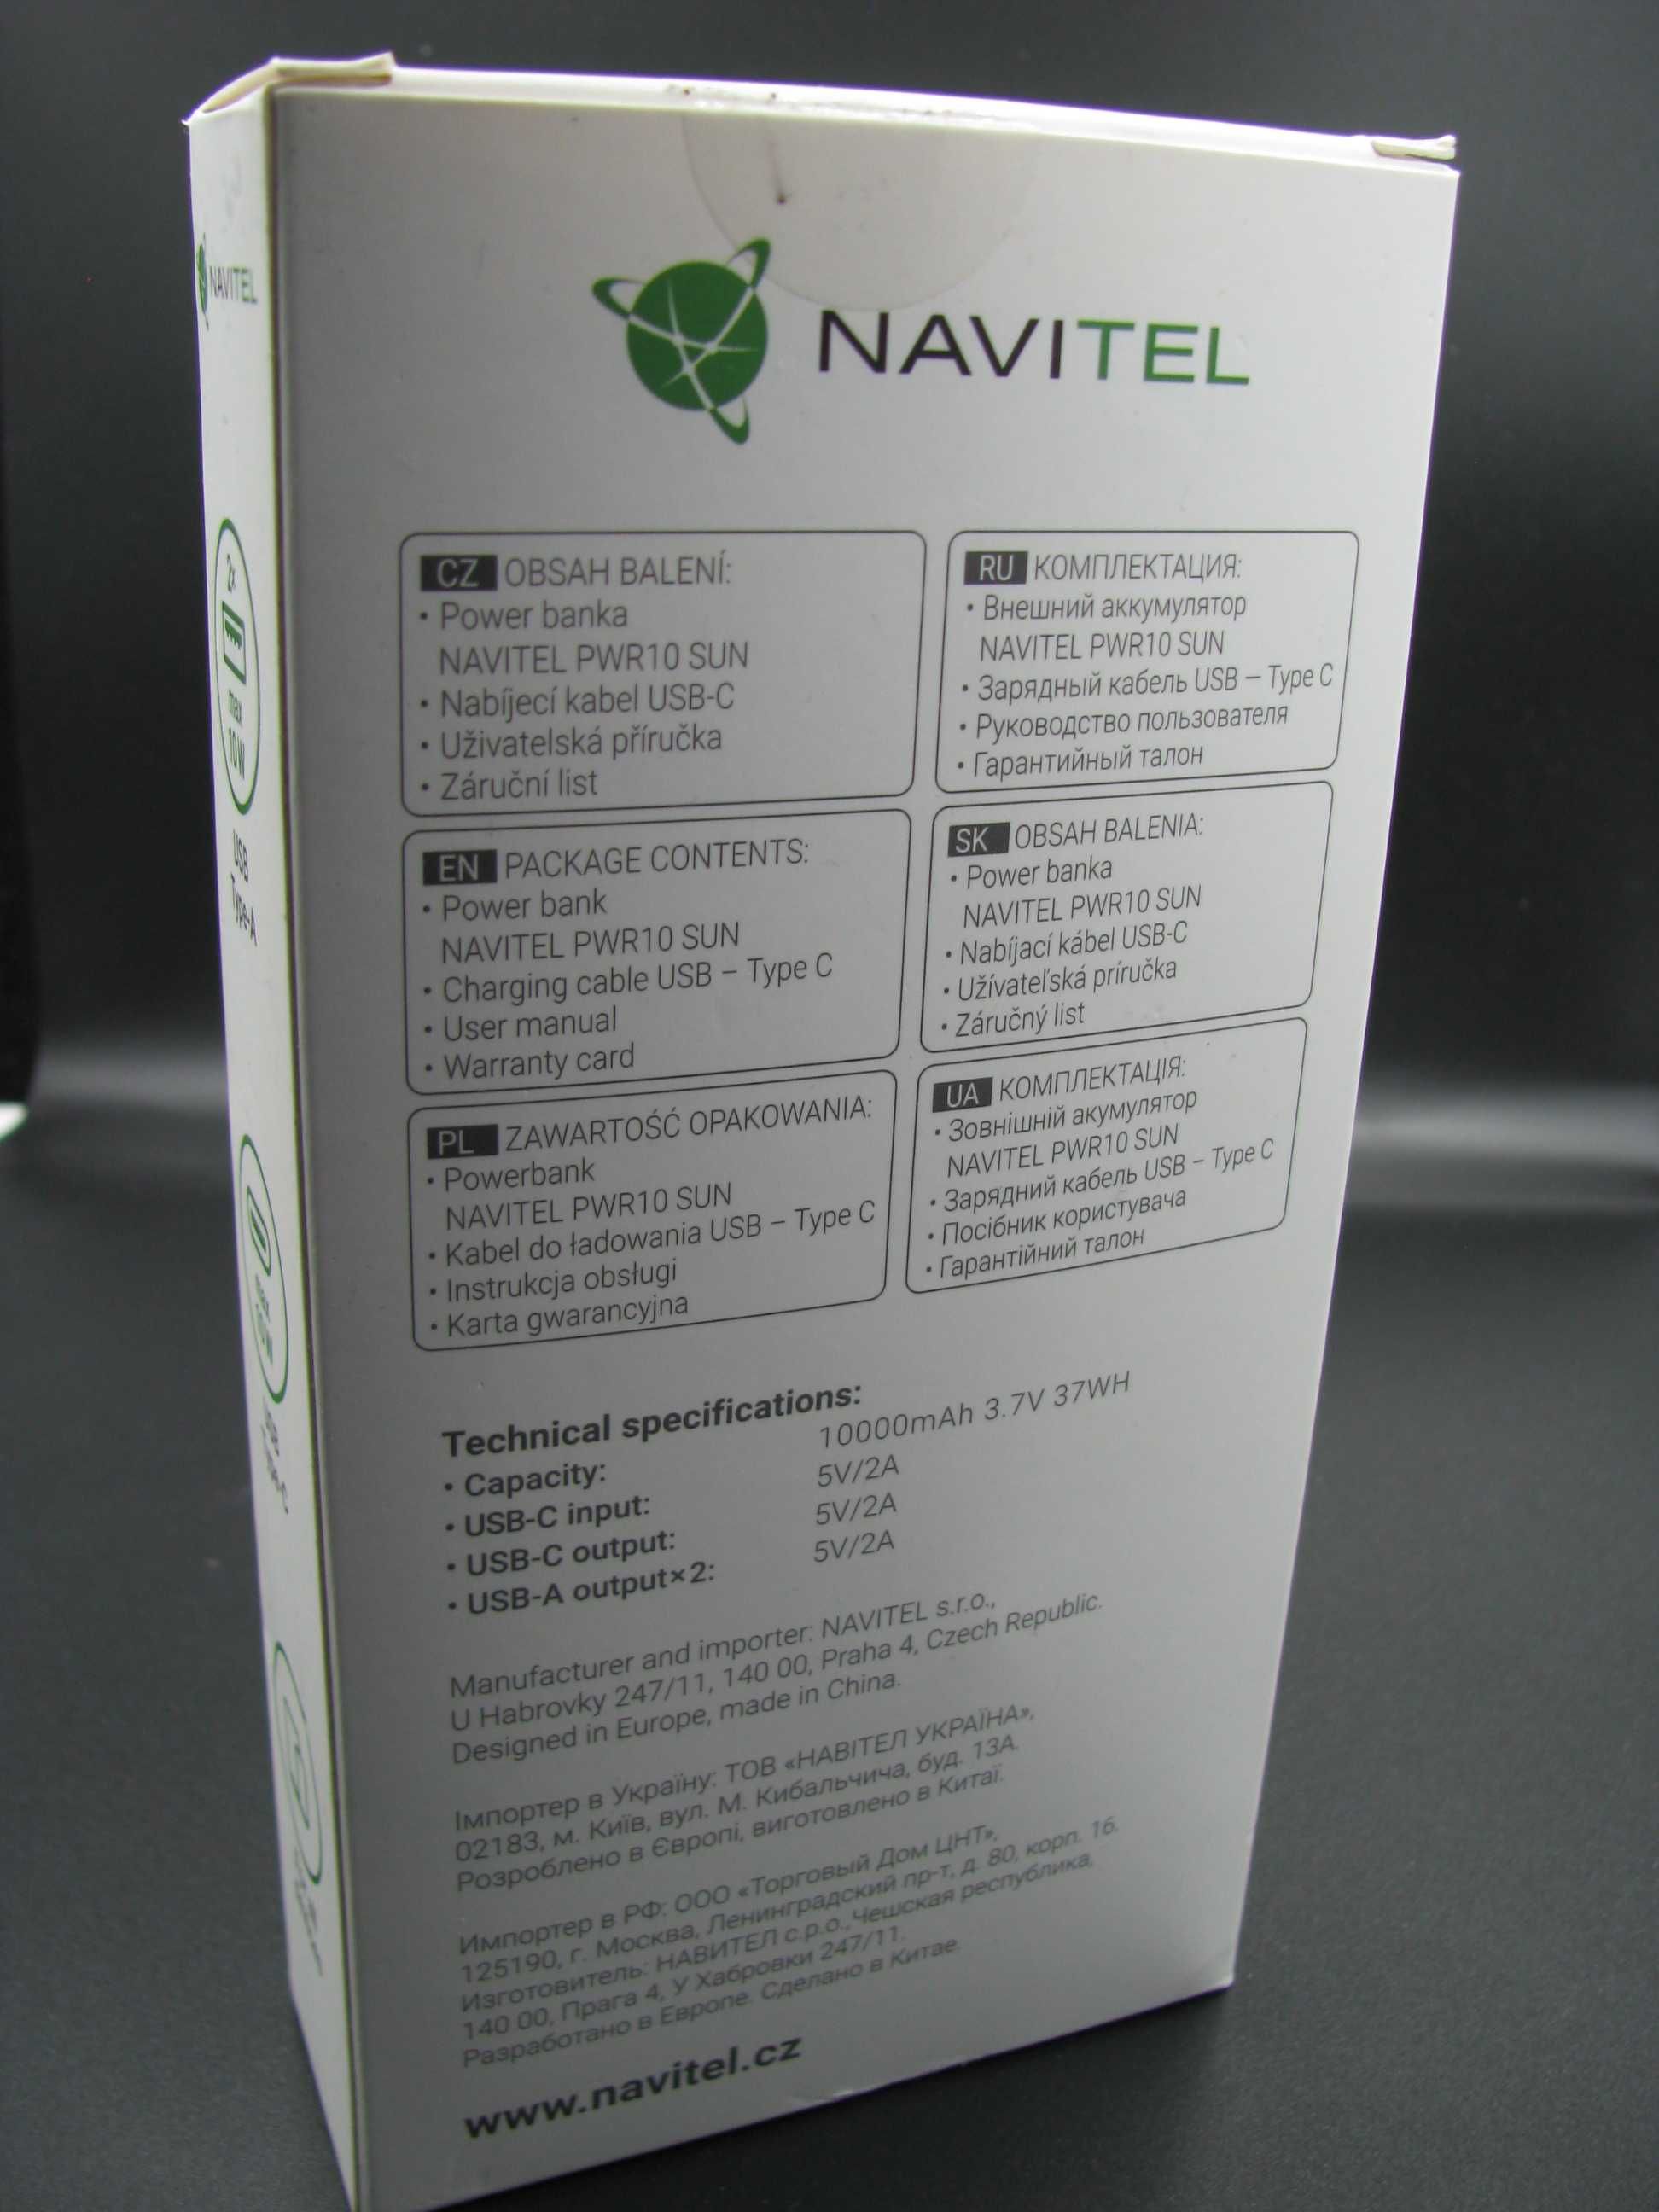 NAVITEL
2x
max
10W
USB
Type-A
NAVITEL
CZ OBSAH BALENÍ:
• Power banka
NAVITEL PWR10 SUN
• Nabíjecí kabel USB-C
• Uživatelská příručka
• Záruční list
EN PACKAGE CONTENTS:
• Power bank
NAVITEL PWR10 SUN
• Charging cable USB – Type C
• User manual
• Warranty card
PL ZAWARTOŚĆ OPAKOWANIA:
• Powerbank
NAVITEL PWR10 SUN
• Kabel do ładowania USB – Type C
• Instrukcja obsługi
• Karta gwarancyjna
RU КОМПЛЕКТАЦИЯ:
• Внешний аккумулятор
NAVITEL PWR10 SUN
• Зарядный кабель USB – Type C
• Руководство пользователя
• Гарантийный талон
SK OBSAH BALENIA:
• Power banka
NAVITEL PWR10 SUN
• Nabíjací kábel USB-C
• Užívateľská príručka
• Záručný list
UA КОМПЛЕКТАЦІЯ:
• Зовнішній акумулятор
NAVITEL PWR10 SUN
• Зарядний кабель USB – Type C
• Посібник користувача
• Гарантійний талон
Technical specifications:
• Capacity: 10000mAh 3.7V 37WH
• USB-C input: 5V/2A
• USB-C output: 5V/2A
• USB-A output×2: 5V/2A
Manufacturer and importer: NAVITEL s.r.o.,
U Habrovky 247/11, 140 00, Praha 4, Czech Republic.
Designed in Europe, made in China.
Імпортер в Україну: ТОВ «НАВІТЕЛ УКРАЇНА»,
02183, м. Київ, вул. М. Кибальчича, буд. 13А.
Розроблено в Європі, виготовлено в Китаї.
Импортер в РФ: ООО «Торговый Дом ЦНТ»,
125190, г. Москва, Ленинградский пр-т, д. 80, корп. 16.
Изготовитель: НАВИТЕЛ с.р.о., Чешская республика,
140 00, Прага 4, У Хабровки 247/11.
Разработано в Европе. Сделано в Китае.
www.navitel.cz